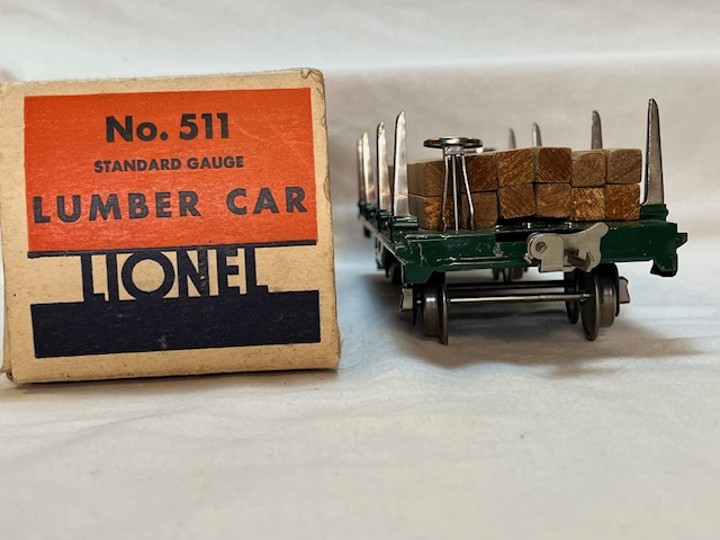 No. 511
STANDARD GAUGE
LUMBER CAR
LIONEL